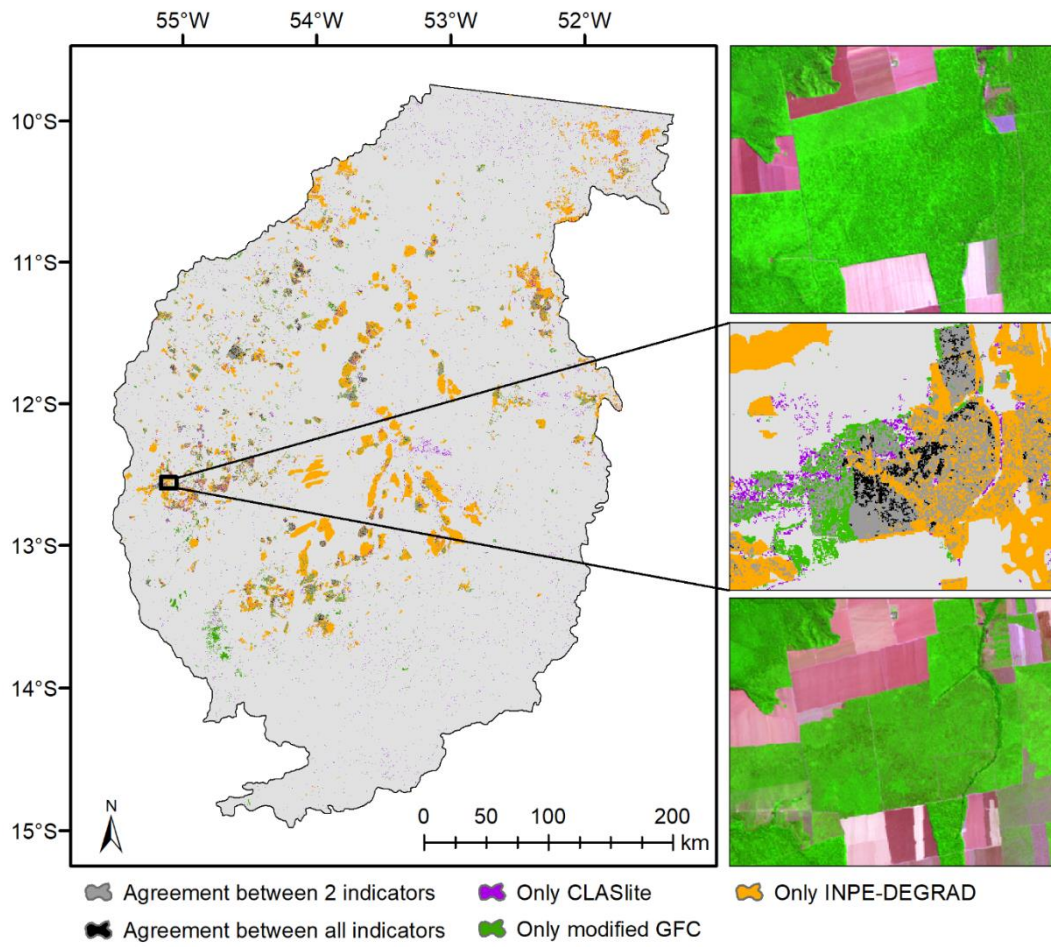 55°W 54°W 53°W 52°W
10°S
11°S
12°S
13°S
14°S
15°S
N
0 50 100 200
km
Agreement between 2 indicators
Only CLASlite
Only INPE-DEGRAD
Agreement between all indicators
Only modified GFC